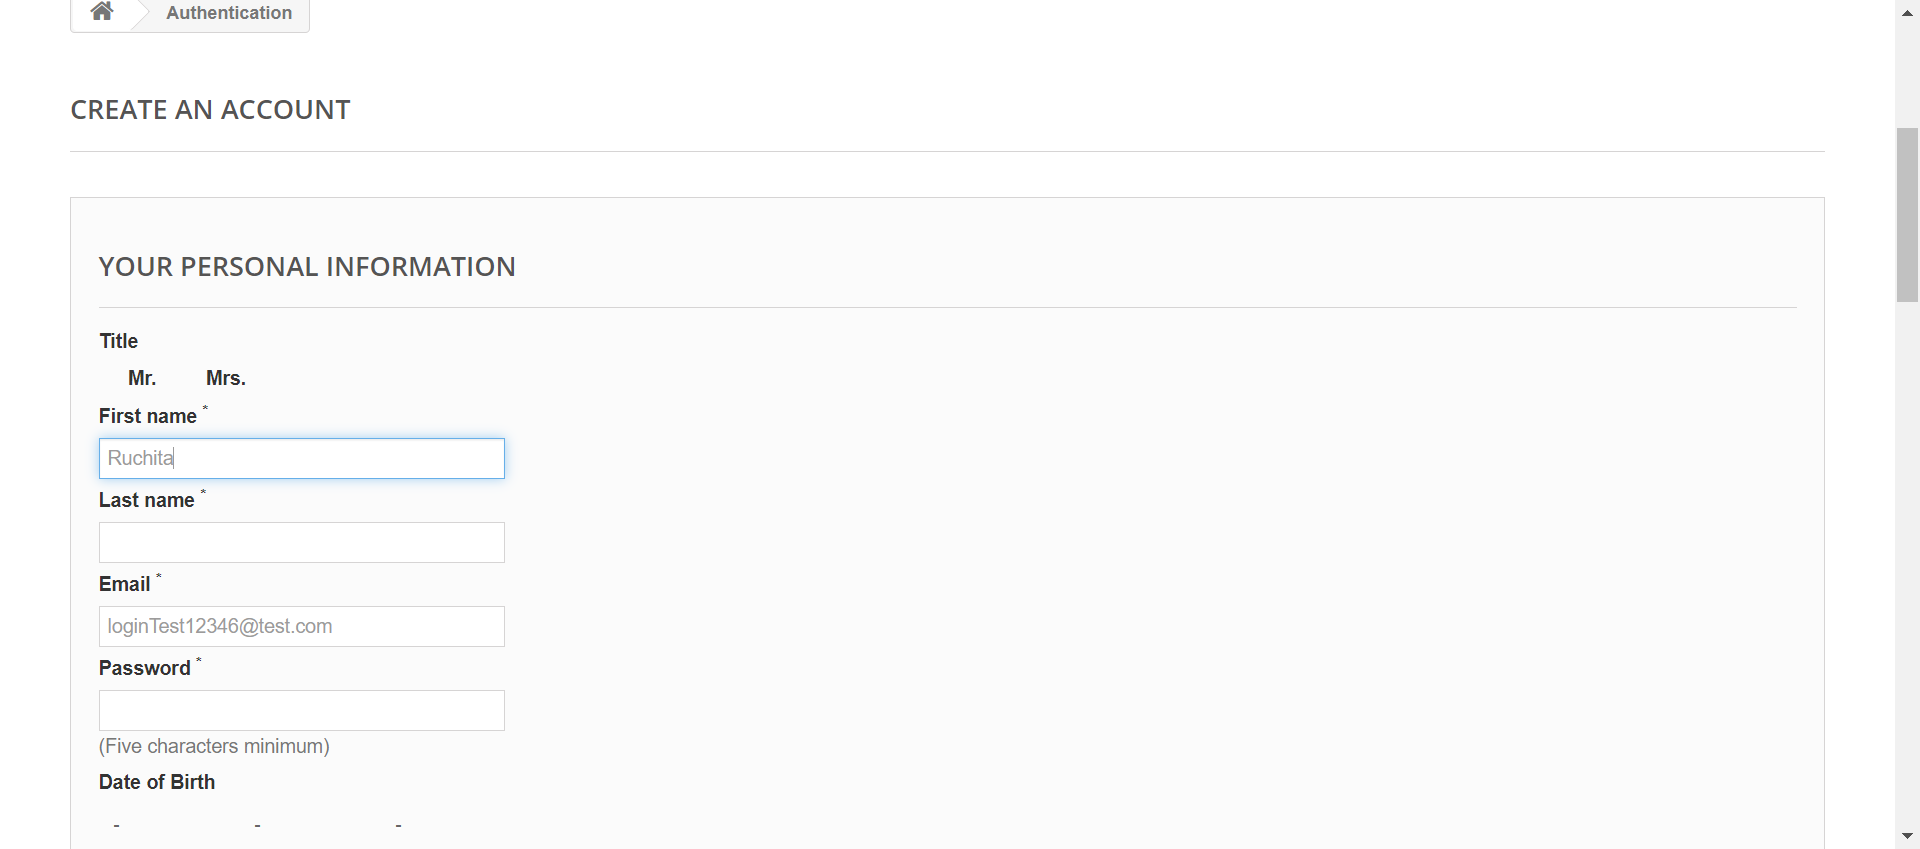 Authentication
CREATE AN ACCOUNT
YOUR PERSONAL INFORMATION
Title
Mr. Mrs.
First name *
Ruchita
Last name *
Email *
loginTest12346@test.com
Password *
(Five characters minimum)
Date of Birth
- - -